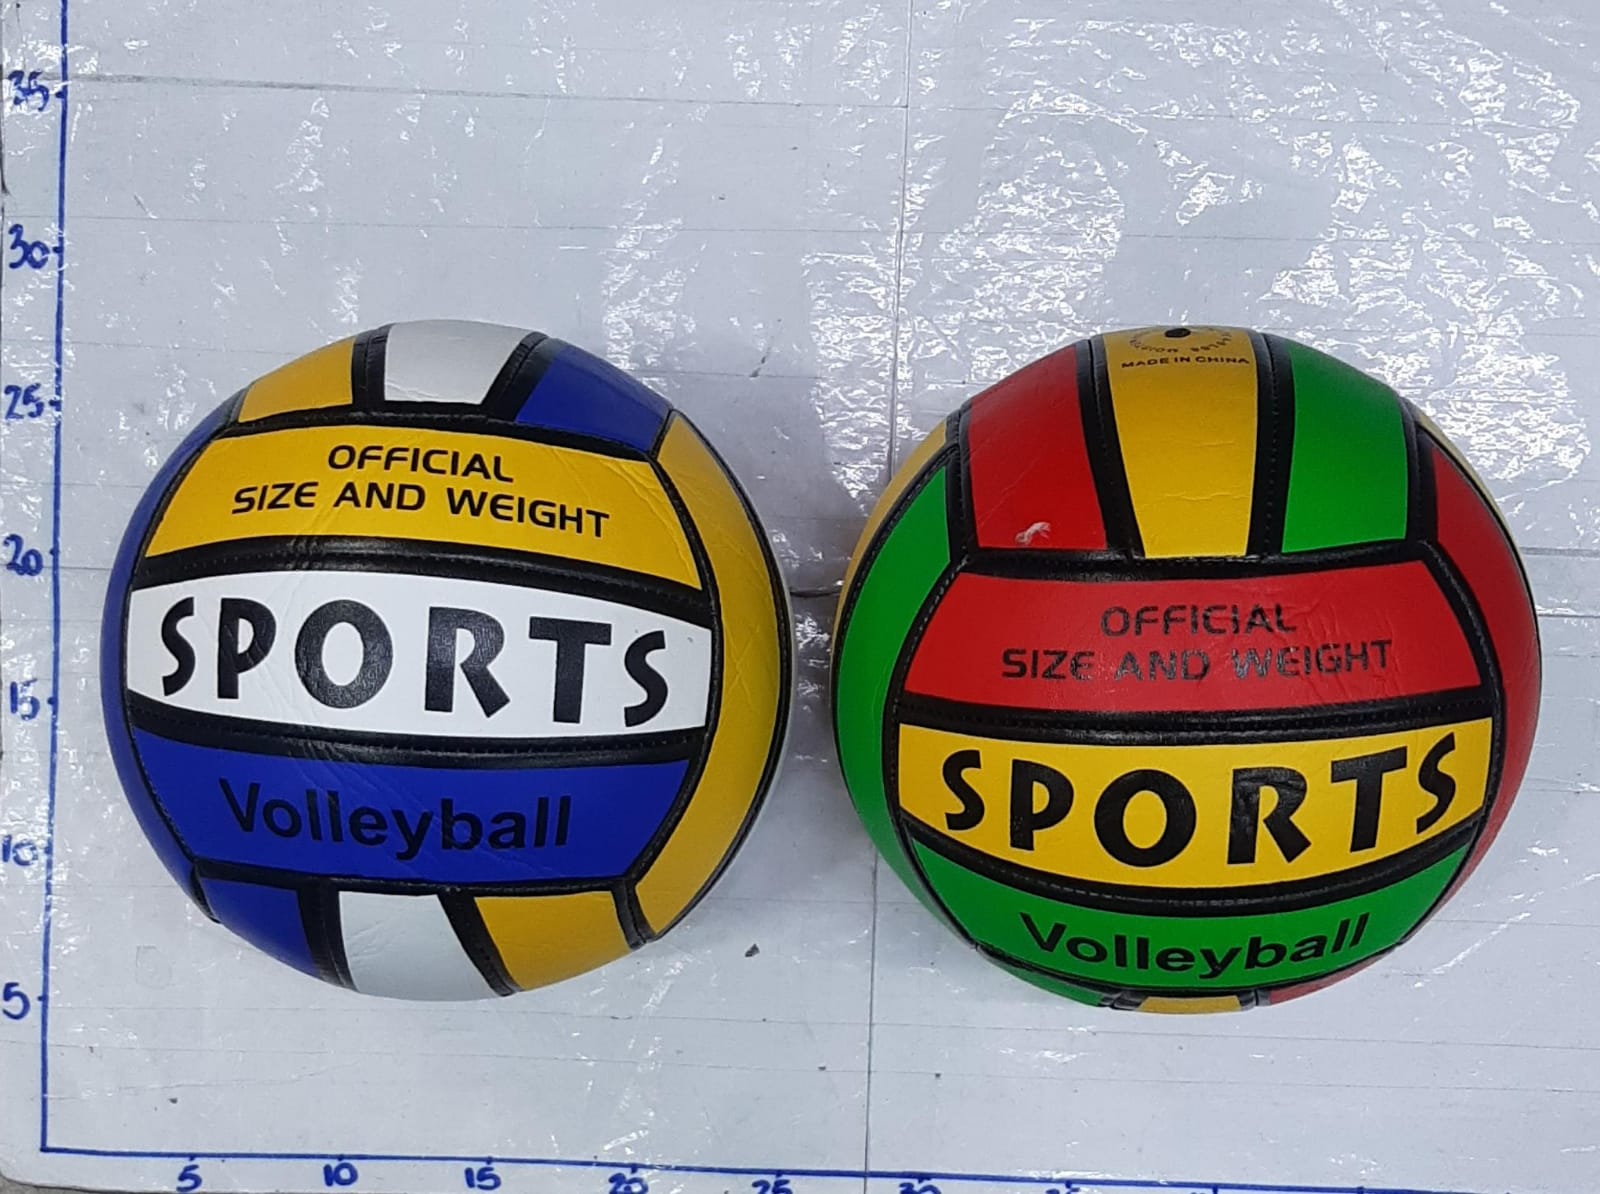 35
30
25
20
15
10
5
5
10
15
20
25
30
OFFICIAL
SIZE AND WEIGHT
SPORTS
Volleyball
MADE IN CHINA
OFFICIAL
SIZE AND WEIGHT
SPORTS
Volleyball